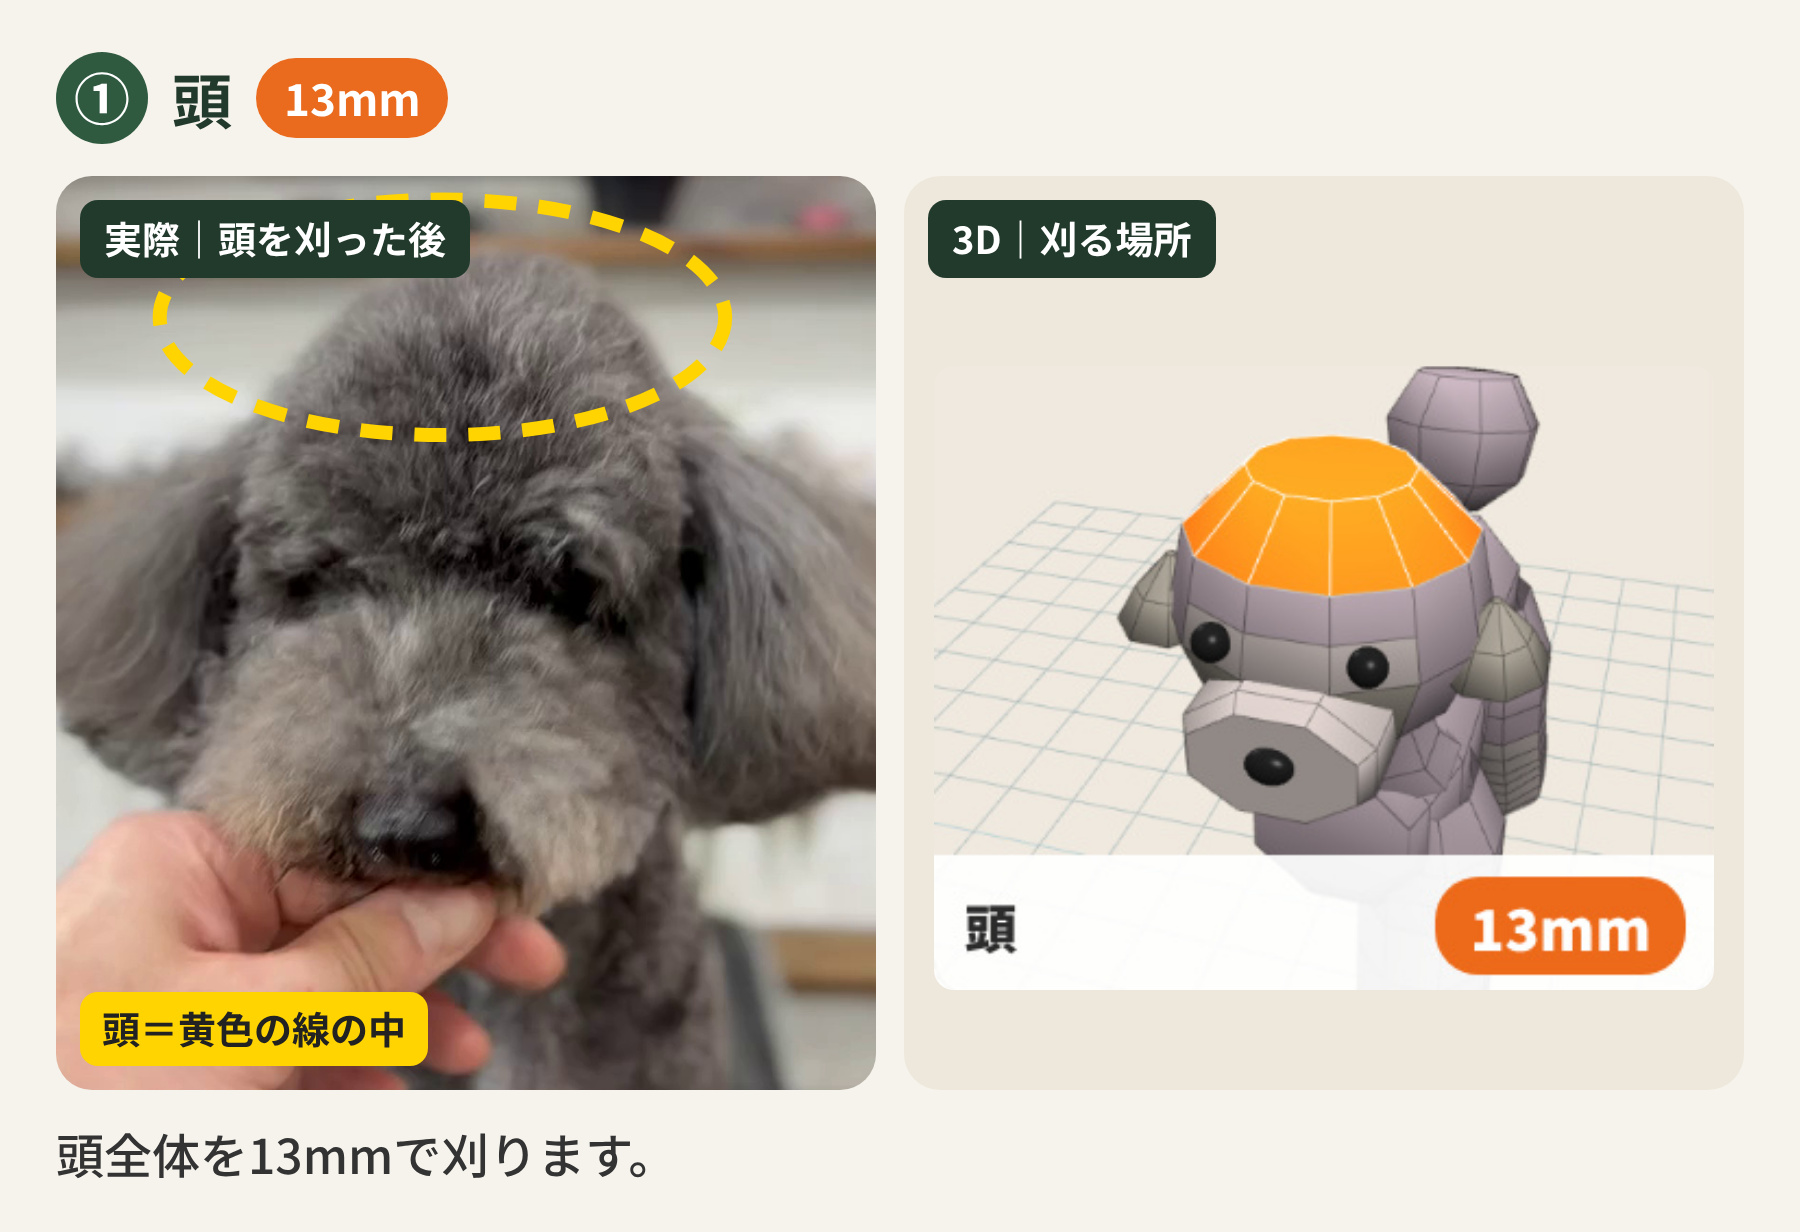 ① 頭 13mm
実際｜頭を刈った後
頭＝黄色の線の中
3D｜刈る場所
頭 13mm
頭全体を13mmで刈ります。